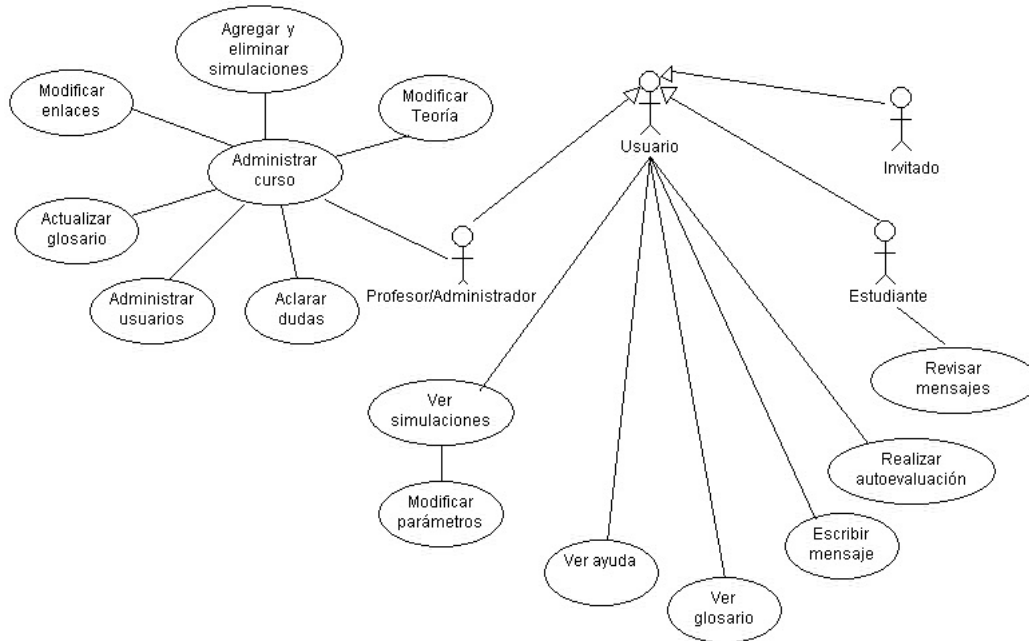 Agregar y
eliminar
simulaciones
Modificar
enlaces
Modificar
Teoría
Administrar
curso
Usuario
Invitado
Actualizar
glosario
Administrar
usuarios
Aclarar
dudas
Profesor/Administrador
Estudiante
Revisar
mensajes
Ver
simulaciones
Realizar
autoevaluación
Modificar
parámetros
Escribir
mensaje
Ver ayuda
Ver
glosario